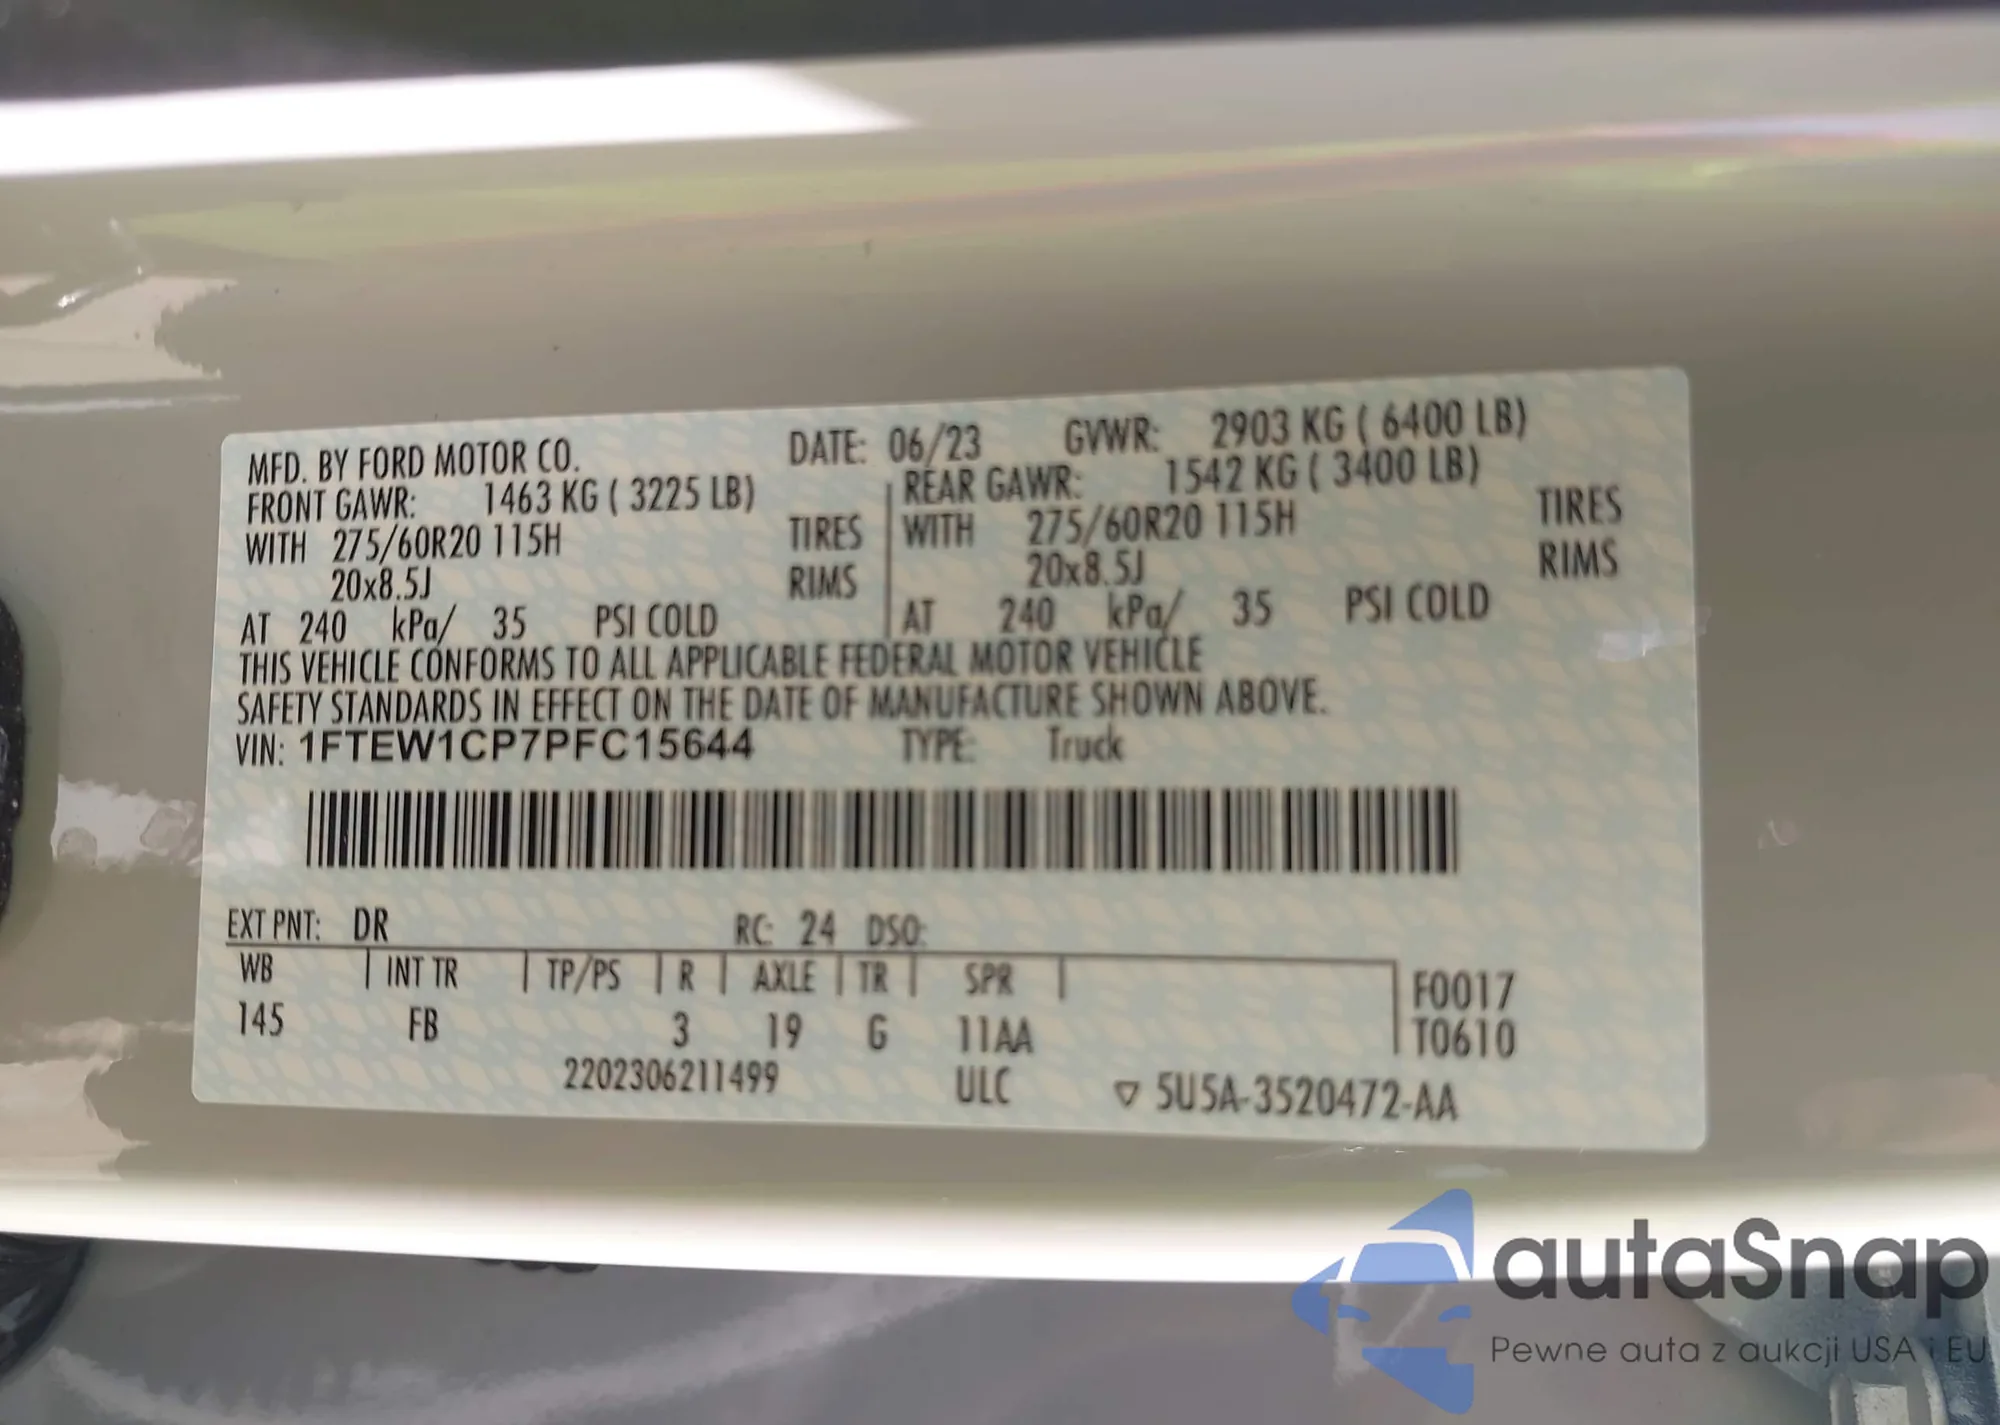 MFD. BY FORD MOTOR CO. DATE: 06/23 GVWR: 2903 KG ( 6400 LB)
FRONT GAWR: 1463 KG ( 3225 LB) REAR GAWR: 1542 KG ( 3400 LB)
WITH 275/60R20 115H TIRES WITH 275/60R20 115H TIRES
20x8.5J RIMS 20x8.5J RIMS
AT 240 kPa/ 35 PSI COLD AT 240 kPa/ 35 PSI COLD
THIS VEHICLE CONFORMS TO ALL APPLICABLE FEDERAL MOTOR VEHICLE
SAFETY STANDARDS IN EFFECT ON THE DATE OF MANUFACTURE SHOWN ABOVE.
VIN: 1FTEW1CP7PFC15644 TYPE: Truck
EXT PNT: DR RC: 24 DSO:
WB | INT TR | TP/PS | R | AXLE | TR | SPR | F0017
145 FB 3 19 G 11AA T0610
2202306211499 ULC ▽ 5U5A-3520472-AA
autaSnap
Pewne auta z aukcji USA i EU